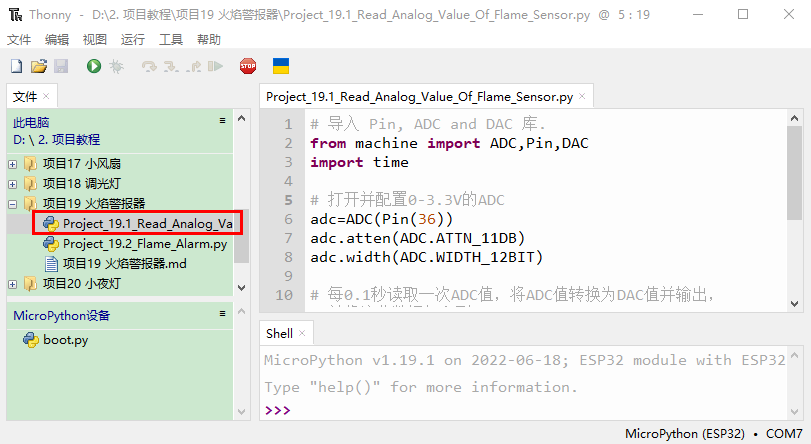 Thonny - D:\2. 项目教程\项目19 火焰警报器\Project_19.1_Read_Analog_Value_Of_Flame_Sensor.py @ 5 : 19
文件 编辑 视图 运行 工具 帮助
STOP
文件
此电脑
D: \ 2. 项目教程
项目17 小风扇
项目18 调光灯
项目19 火焰警报器
Project_19.1_Read_Analog_Va
Project_19.2_Flame_Alarm.py
项目19 火焰警报器.md
项目20 小夜灯
MicroPython设备
boot.py
Project_19.1_Read_Analog_Value_Of_Flame_Sensor.py
1 # 导入 Pin, ADC and DAC 库.
2 from machine import ADC,Pin,DAC
3 import time
4
5 # 打开并配置0-3.3V的ADC
6 adc=ADC(Pin(36))
7 adc.atten(ADC.ATTN_11DB)
8 adc.width(ADC.WIDTH_12BIT)
9
10 # 每0.1秒读取一次ADC值，将ADC值转换为DAC值并输出，
Shell
MicroPython v1.19.1 on 2022-06-18; ESP32 module with ESP32
Type "help()" for more information.
>>>
MicroPython (ESP32) • COM7